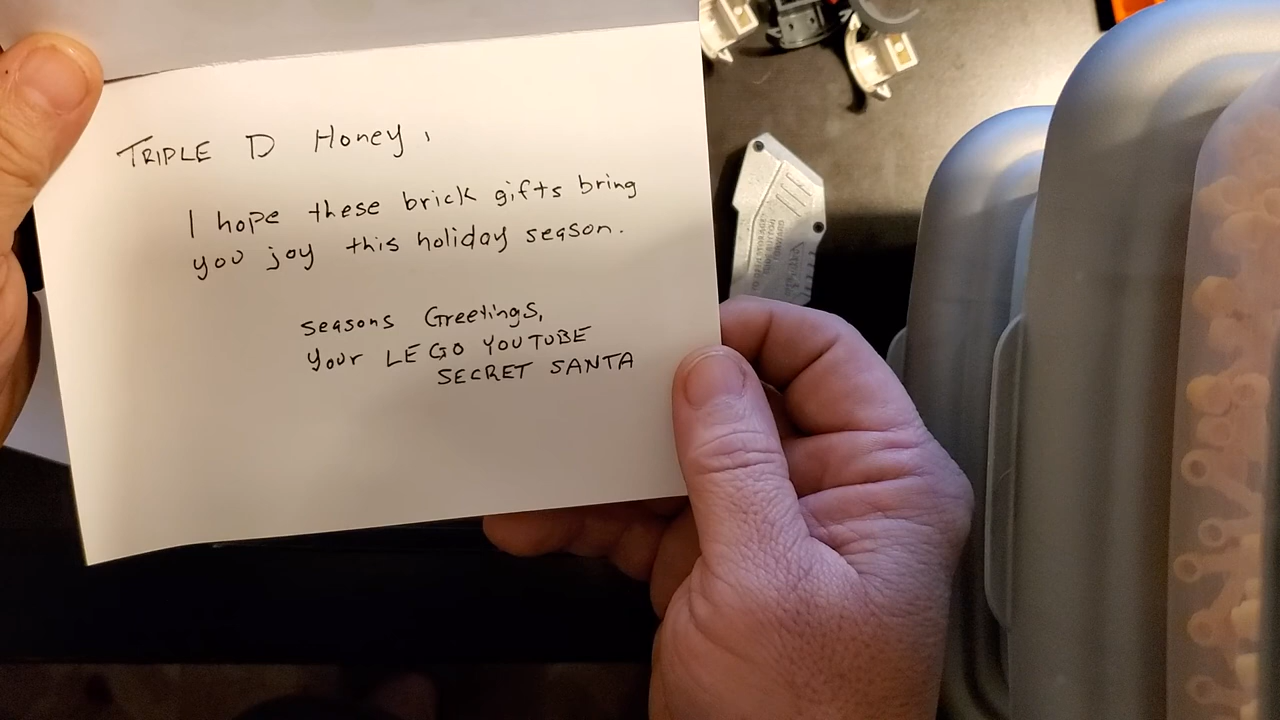 TRIPLE D Honey,
I hope these brick gifts bring
you joy this holiday season.
seasons Greetings,
your LEGO YOUTUBE
SECRET SANTA